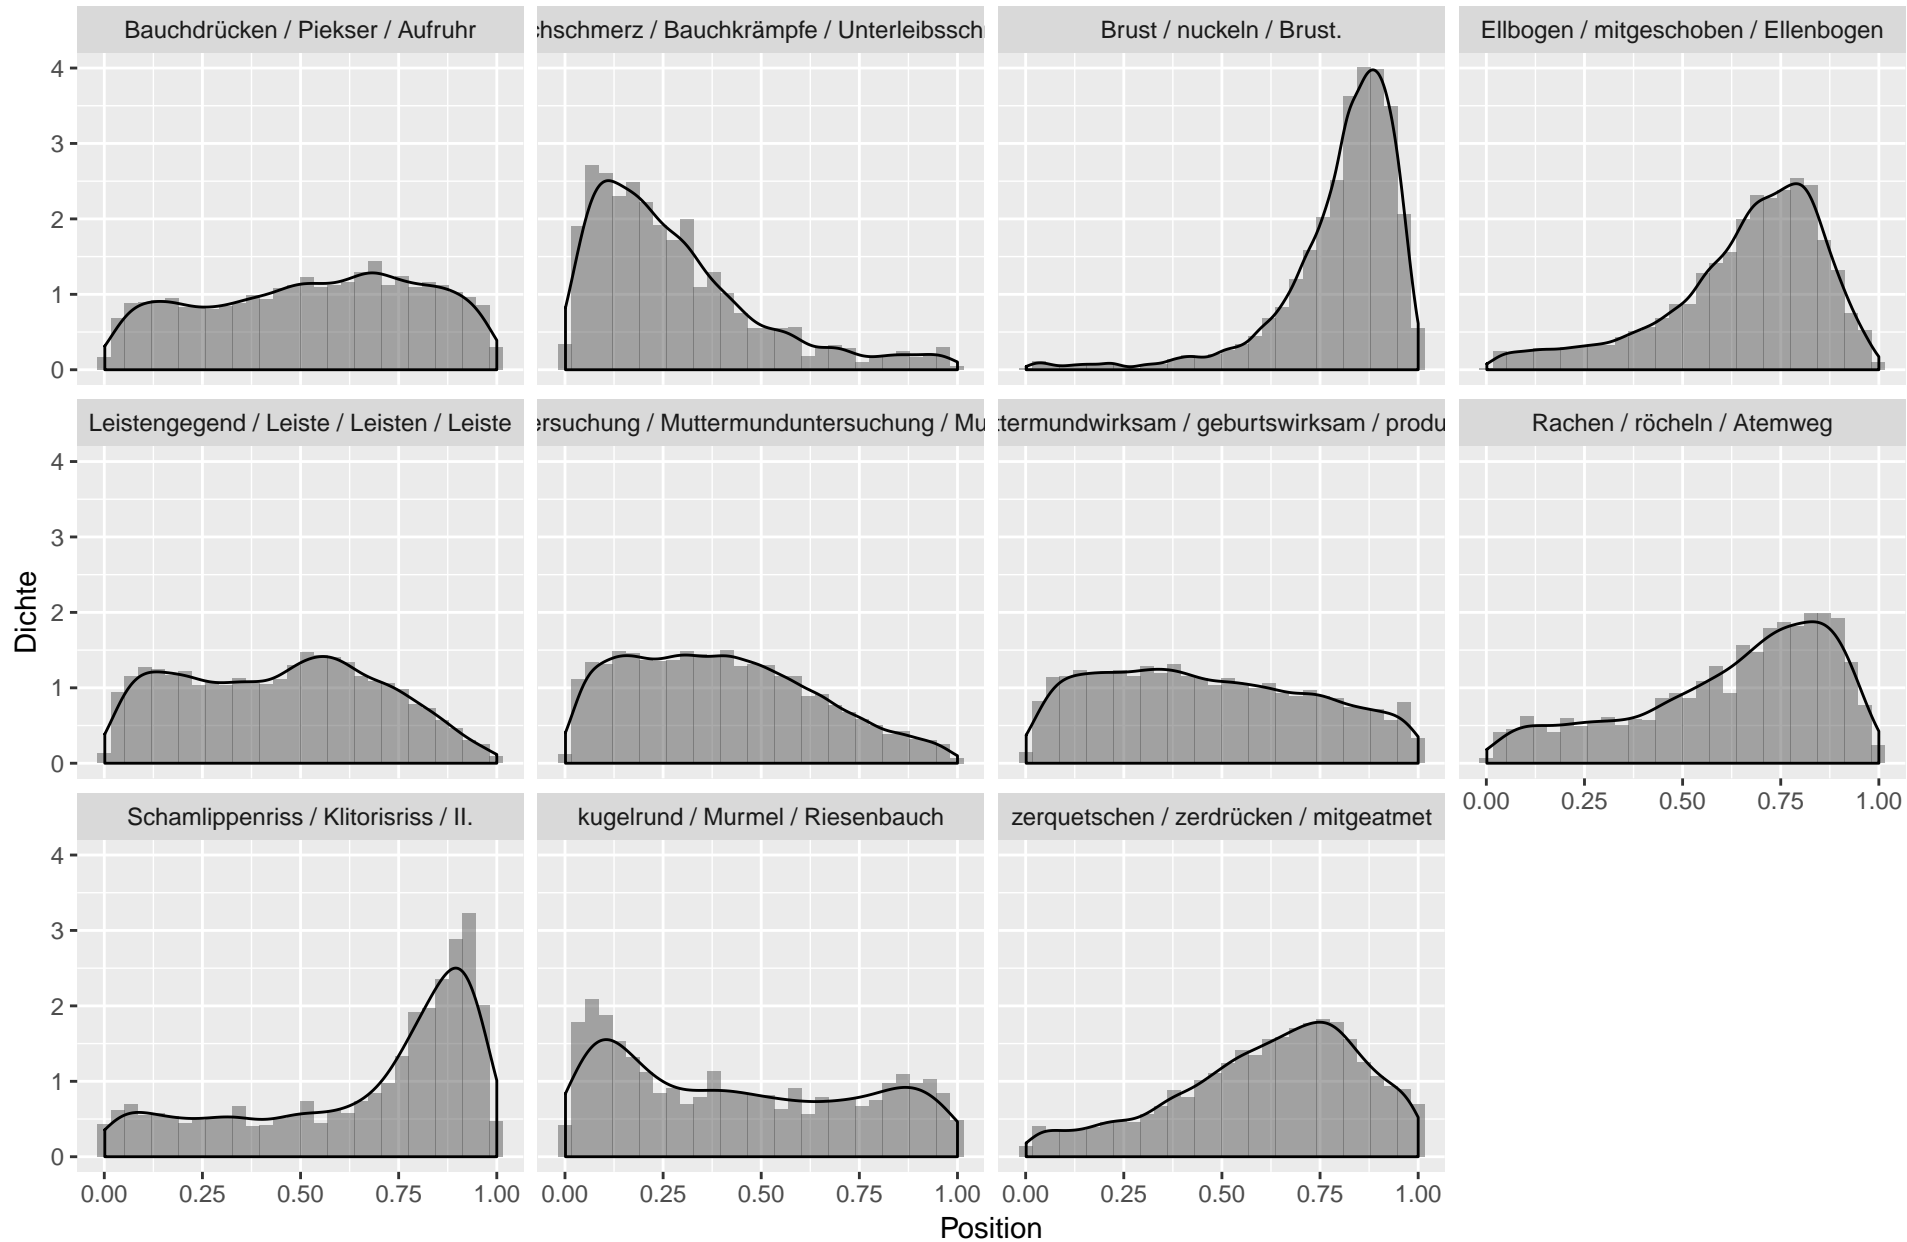 Bauchdrücken / Piekser / Aufruhr
chschmerz / Bauchkrämpfe / Unterleibssch
Brust / nuckeln / Brust.
Ellbogen / mitgeschoben / Ellenbogen
4
3
2
1
0
Leistengegend / Leiste / Leisten / Leiste
ersuchung / Muttermunduntersuchung / Mu
termundwirksam / geburtswirksam / produ
Rachen / röcheln / Atemweg
4
3
2
1
0
0.00 0.25 0.50 0.75 1.00
Schamlippenriss / Klitorisriss / II.
kugelrund / Murmel / Riesenbauch
zerquetschen / zerdrücken / mitgeatmet
4
3
2
1
0
0.00 0.25 0.50 0.75 1.00
0.00 0.25 0.50 0.75 1.00
0.00 0.25 0.50 0.75 1.00
Position
Dichte